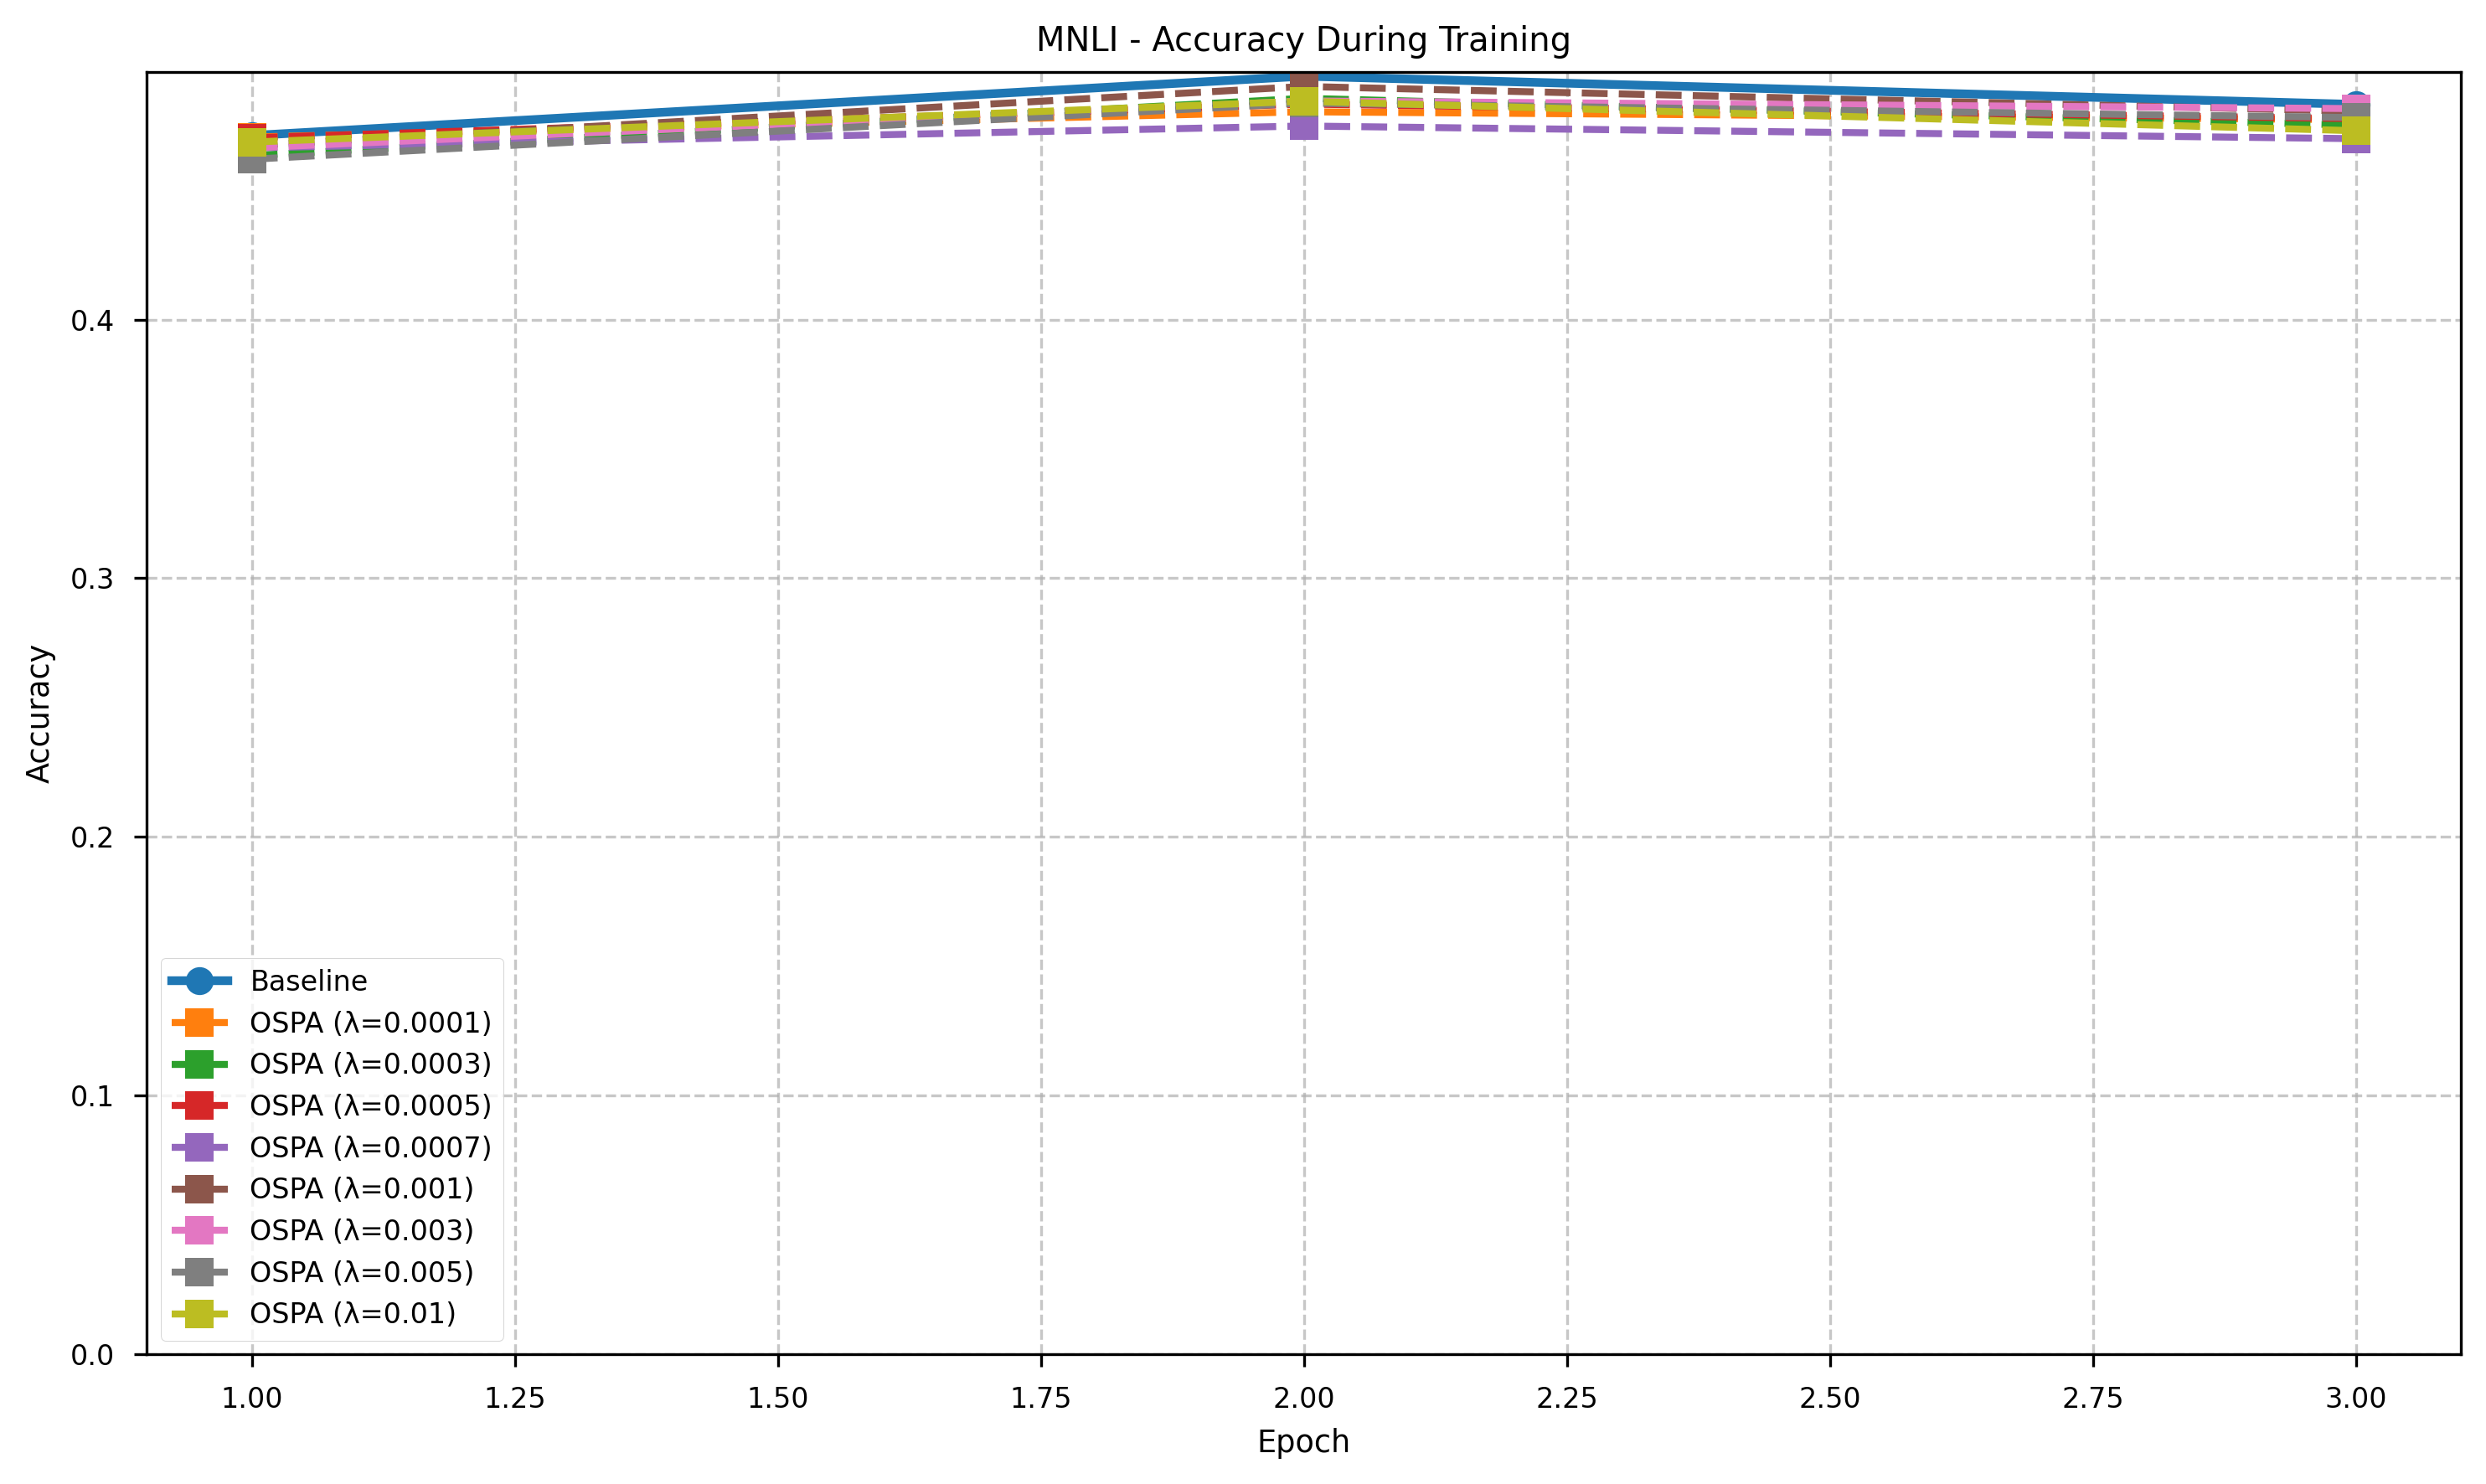 MNLI - Accuracy During Training
Accuracy
0.4
0.3
0.2
0.1
0.0
Baseline
OSPA (λ=0.0001)
OSPA (λ=0.0003)
OSPA (λ=0.0005)
OSPA (λ=0.0007)
OSPA (λ=0.001)
OSPA (λ=0.003)
OSPA (λ=0.005)
OSPA (λ=0.01)
1.00 1.25 1.50 1.75 2.00 2.25 2.50 2.75 3.00
Epoch